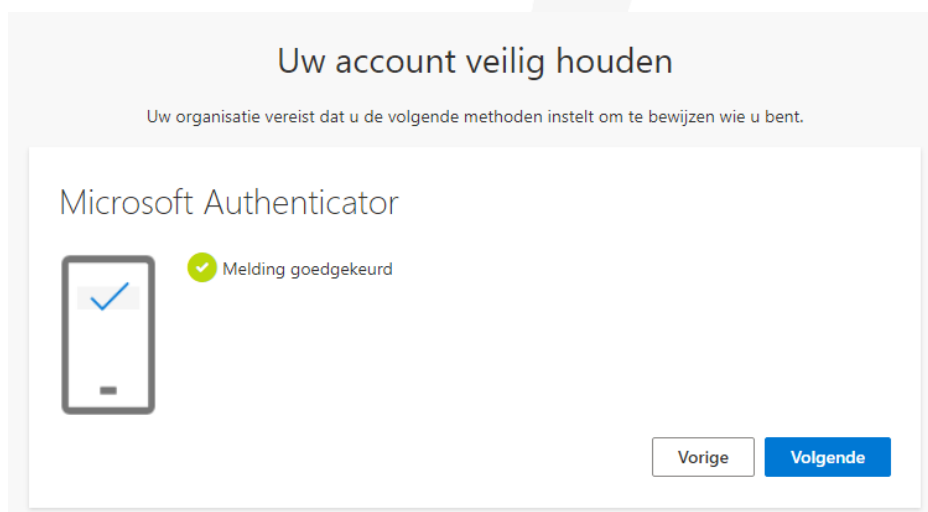 Uw account veilig houden
Uw organisatie vereist dat u de volgende methoden instelt om te bewijzen wie u bent.
Microsoft Authenticator
Melding goedgekeurd
Vorige
Volgende